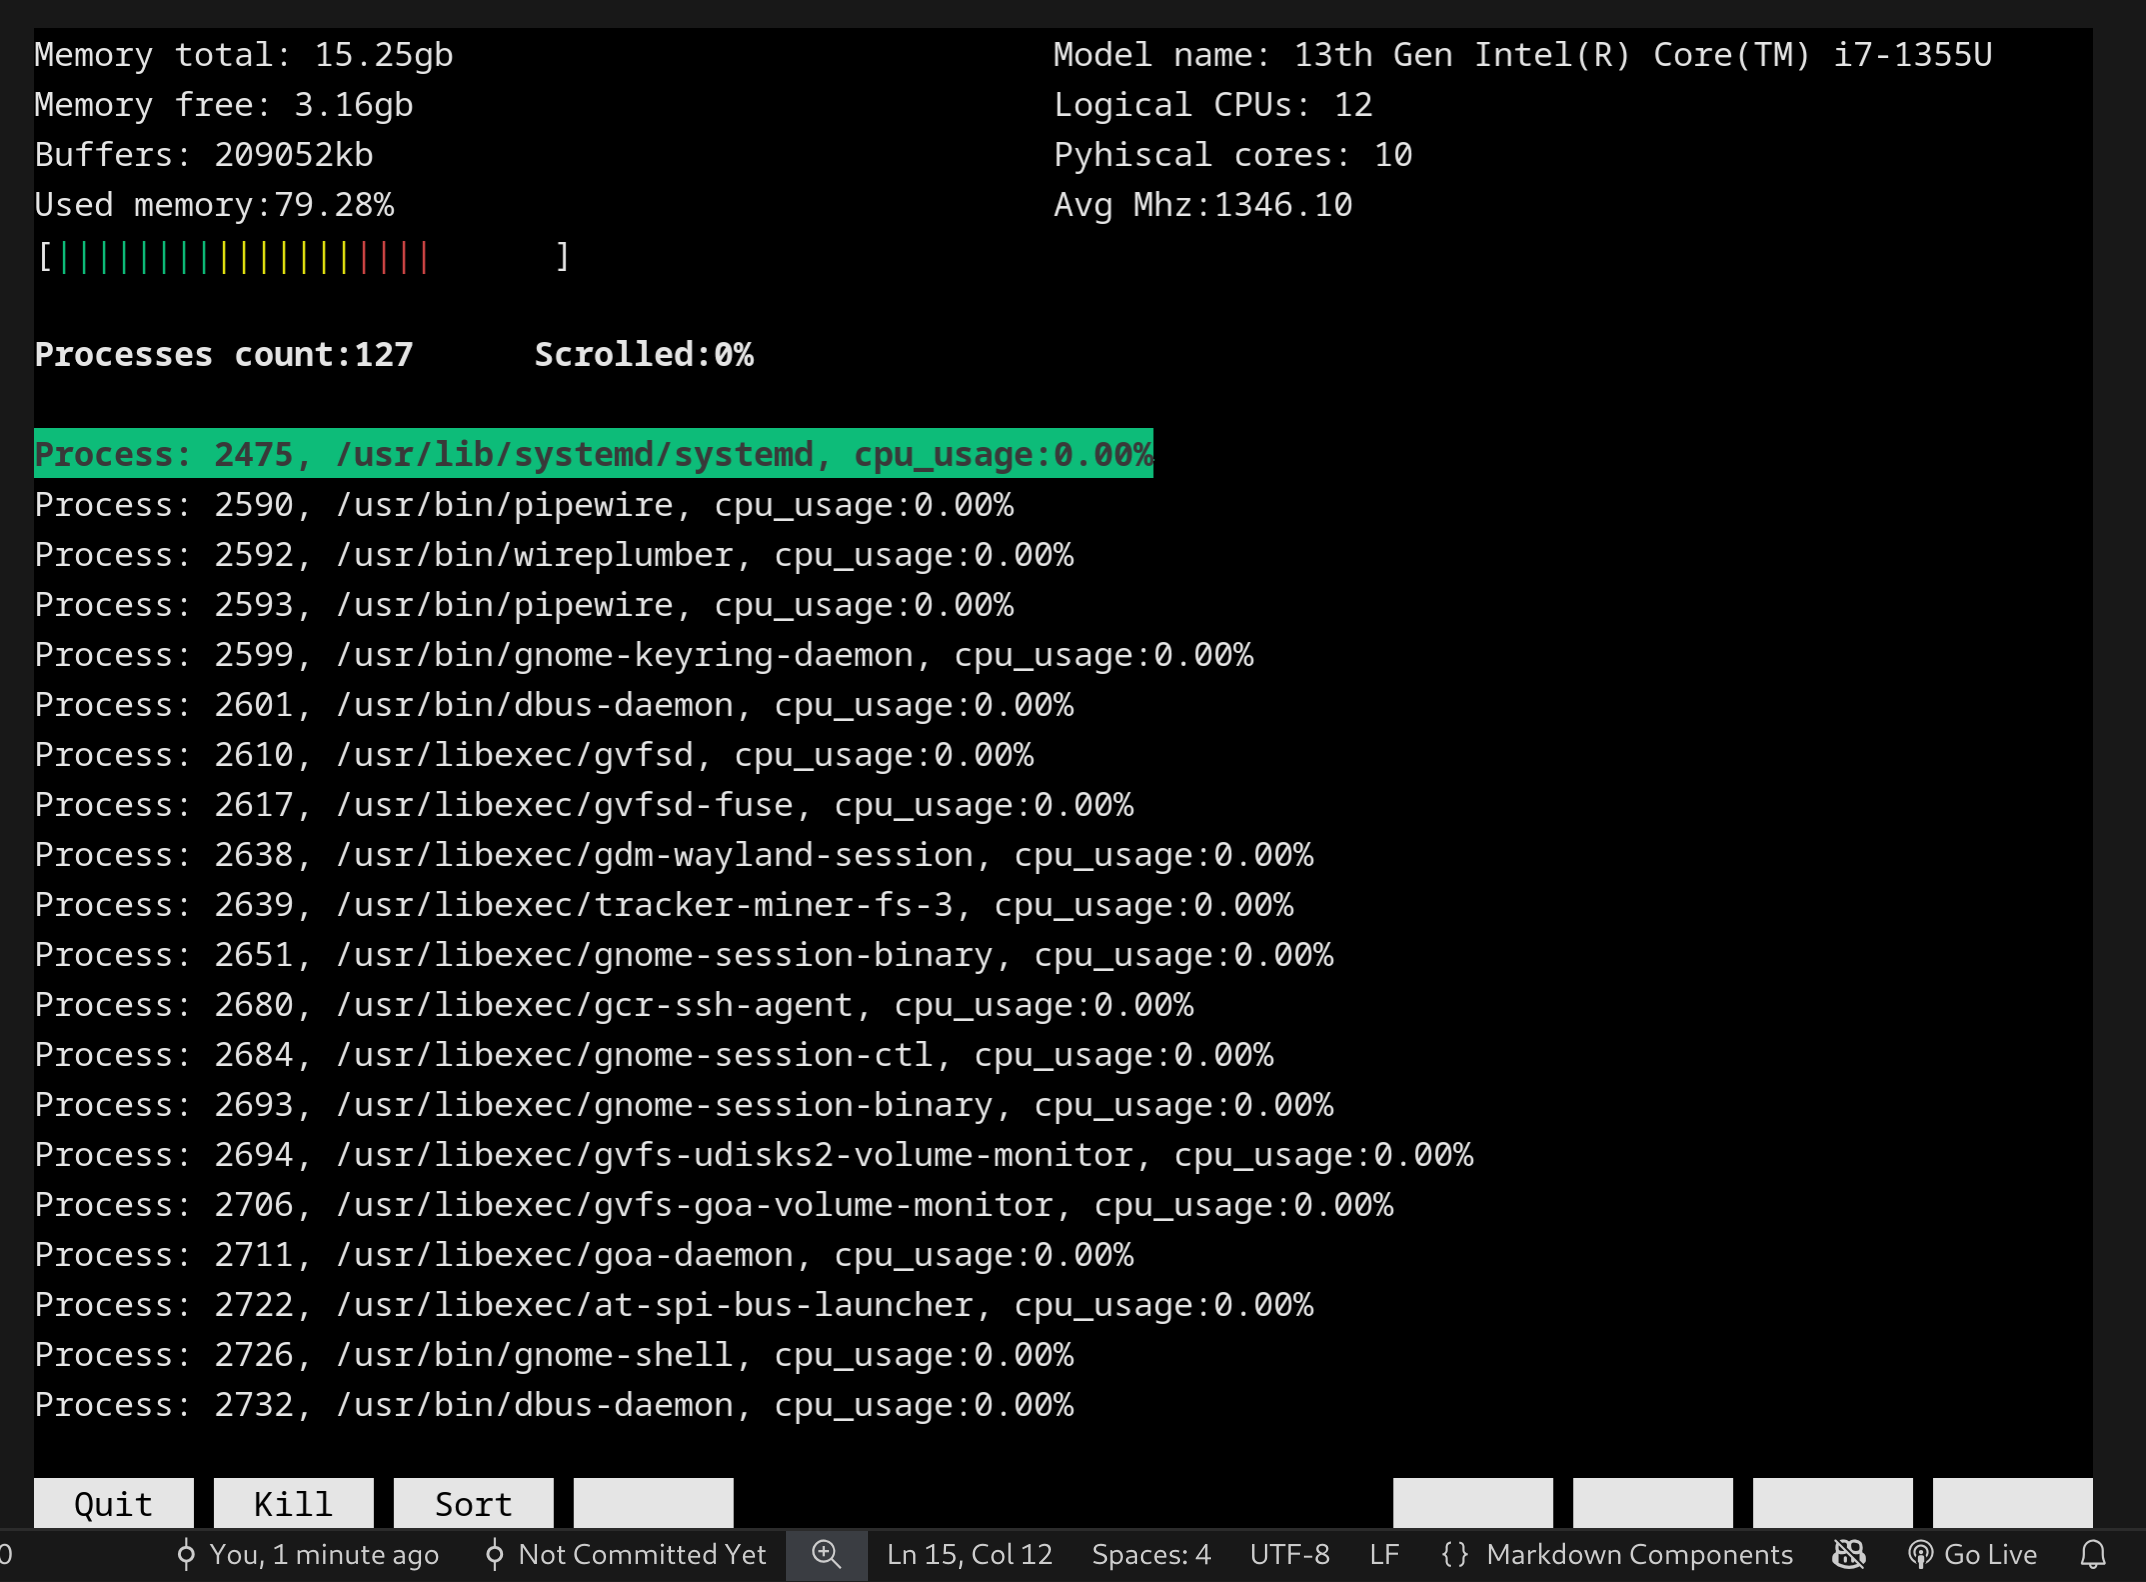 Memory total: 15.25gb Model name: 13th Gen Intel(R) Core(TM) i7-1355U
Memory free: 3.16gb Logical CPUs: 12
Buffers: 209052kb Pyhiscal cores: 10
Used memory:79.28% Avg Mhz:1346.10
[||||||||||||||||||| ]
Processes count:127 Scrolled:0%
Process: 2475, /usr/lib/systemd/systemd, cpu_usage:0.00%
Process: 2590, /usr/bin/pipewire, cpu_usage:0.00%
Process: 2592, /usr/bin/wireplumber, cpu_usage:0.00%
Process: 2593, /usr/bin/pipewire, cpu_usage:0.00%
Process: 2599, /usr/bin/gnome-keyring-daemon, cpu_usage:0.00%
Process: 2601, /usr/bin/dbus-daemon, cpu_usage:0.00%
Process: 2610, /usr/libexec/gvfsd, cpu_usage:0.00%
Process: 2617, /usr/libexec/gvfsd-fuse, cpu_usage:0.00%
Process: 2638, /usr/libexec/gdm-wayland-session, cpu_usage:0.00%
Process: 2639, /usr/libexec/tracker-miner-fs-3, cpu_usage:0.00%
Process: 2651, /usr/libexec/gnome-session-binary, cpu_usage:0.00%
Process: 2680, /usr/libexec/gcr-ssh-agent, cpu_usage:0.00%
Process: 2684, /usr/libexec/gnome-session-ctl, cpu_usage:0.00%
Process: 2693, /usr/libexec/gnome-session-binary, cpu_usage:0.00%
Process: 2694, /usr/libexec/gvfs-udisks2-volume-monitor, cpu_usage:0.00%
Process: 2706, /usr/libexec/gvfs-goa-volume-monitor, cpu_usage:0.00%
Process: 2711, /usr/libexec/goa-daemon, cpu_usage:0.00%
Process: 2722, /usr/libexec/at-spi-bus-launcher, cpu_usage:0.00%
Process: 2726, /usr/bin/gnome-shell, cpu_usage:0.00%
Process: 2732, /usr/bin/dbus-daemon, cpu_usage:0.00%
Quit Kill Sort
0 You, 1 minute ago Not Committed Yet Ln 15, Col 12 Spaces: 4 UTF-8 LF {} Markdown Components Go Live